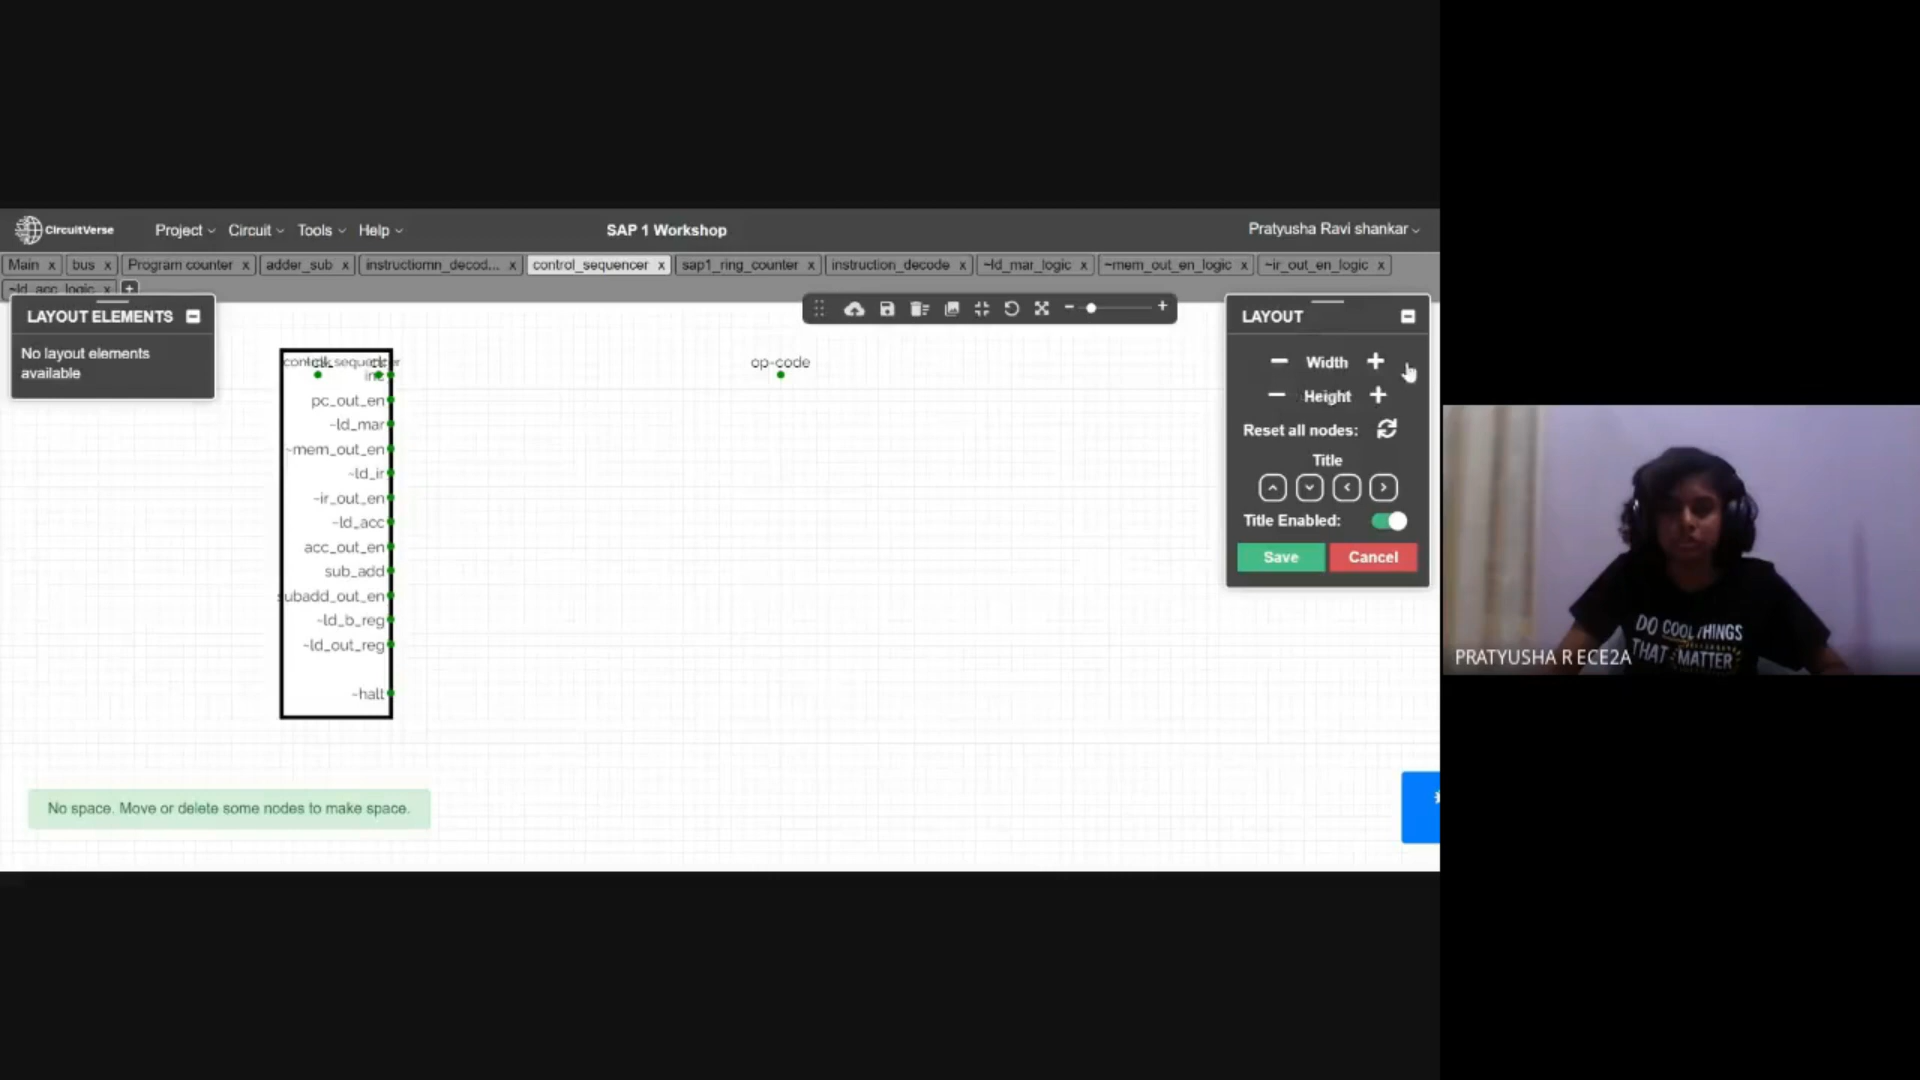 CircuitVerse
Project
Circuit
Tools
Help
SAP 1 Workshop
Pratyusha Ravi shankar
Main x
bus x
Program counter x
adder_sub x
instructiomn_decod... x
control_sequencer x
sap1_ring_counter x
instruction_decode x
~ld_mar_logic x
~mem_out_en_logic x
~ir_out_en_logic x
~ld_acc_logic x
+
LAYOUT ELEMENTS
No layout elements
available
op-code
pc_out_en
~ld_mar
~mem_out_en
~ld_ir
~ir_out_en
~ld_acc
acc_out_en
sub_add
ubadd_out_en
~ld_b_reg
~ld_out_reg
~halt
LAYOUT
Width
Height
Reset all nodes:
Title
Title Enabled:
Save
Cancel
No space. Move or delete some nodes to make space.
DO COOL THINGS
THAT MATTER
PRATYUSHA R ECE2A